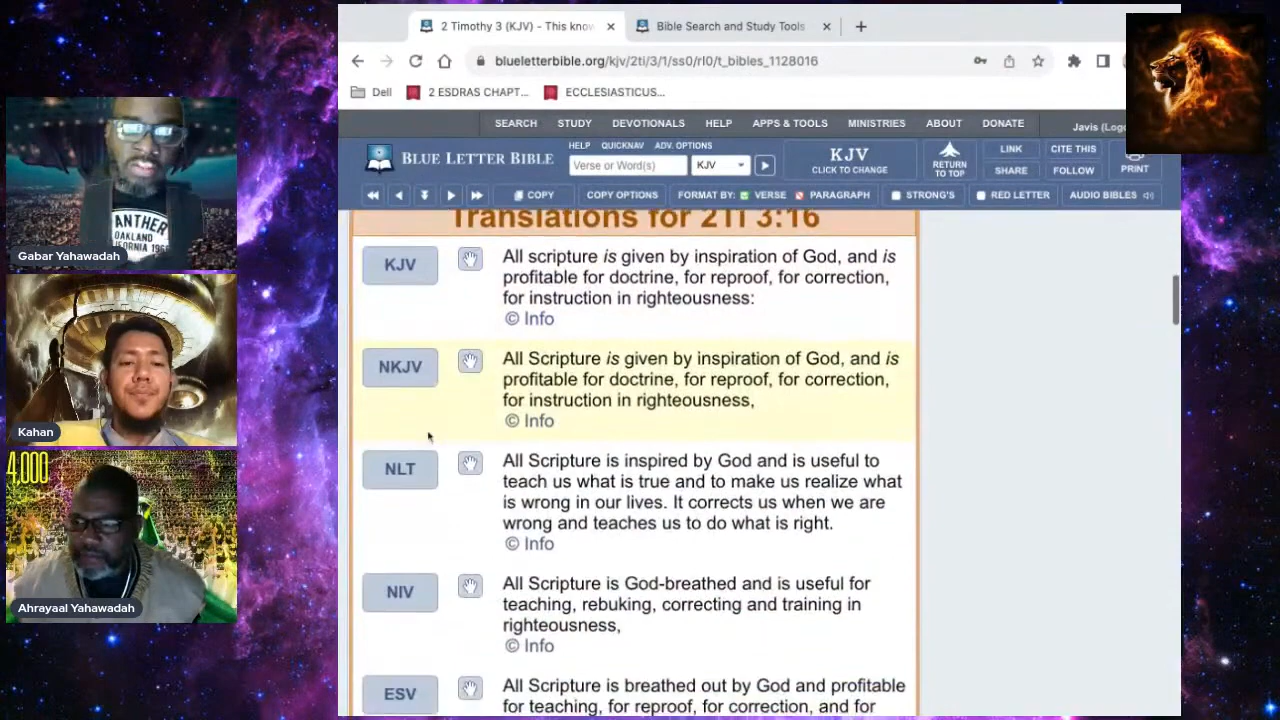 2 Timothy 3 (KJV) - This know
Bible Search and Study Tools
blueletterbible.org/kjv/2ti/3/1/ss0/rl0/t_bibles_1128016
Dell
2 ESDRAS CHAPT...
ECCLESIASTICUS...
SEARCH
STUDY
DEVOTIONALS
HELP
APPS & TOOLS
MINISTRIES
ABOUT
DONATE
Javis (Logo
BLUE LETTER BIBLE
HELP QUICKNAV ADV. OPTIONS
Verse or Word(s)
KJV
KJV
CLICK TO CHANGE
RETURN
TO TOP
LINK
CITE THIS
SHARE
FOLLOW
PRINT
COPY
COPY OPTIONS
FORMAT BY: VERSE PARAGRAPH
STRONG'S
RED LETTER
AUDIO BIBLES
Translations for 2Ti 3:16
KJV
All scripture is given by inspiration of God, and is
profitable for doctrine, for reproof, for correction,
for instruction in righteousness:
© Info
NKJV
All Scripture is given by inspiration of God, and is
profitable for doctrine, for reproof, for correction,
for instruction in righteousness,
© Info
NLT
All Scripture is inspired by God and is useful to
teach us what is true and to make us realize what
is wrong in our lives. It corrects us when we are
wrong and teaches us to do what is right.
© Info
NIV
All Scripture is God-breathed and is useful for
teaching, rebuking, correcting and training in
righteousness,
© Info
ESV
All Scripture is breathed out by God and profitable
for teaching, for reproof, for correction, and for
ANTHER
OAKLAND
Gabar Yahawadah
Kahan
4,000
Ahrayaal Yahawadah